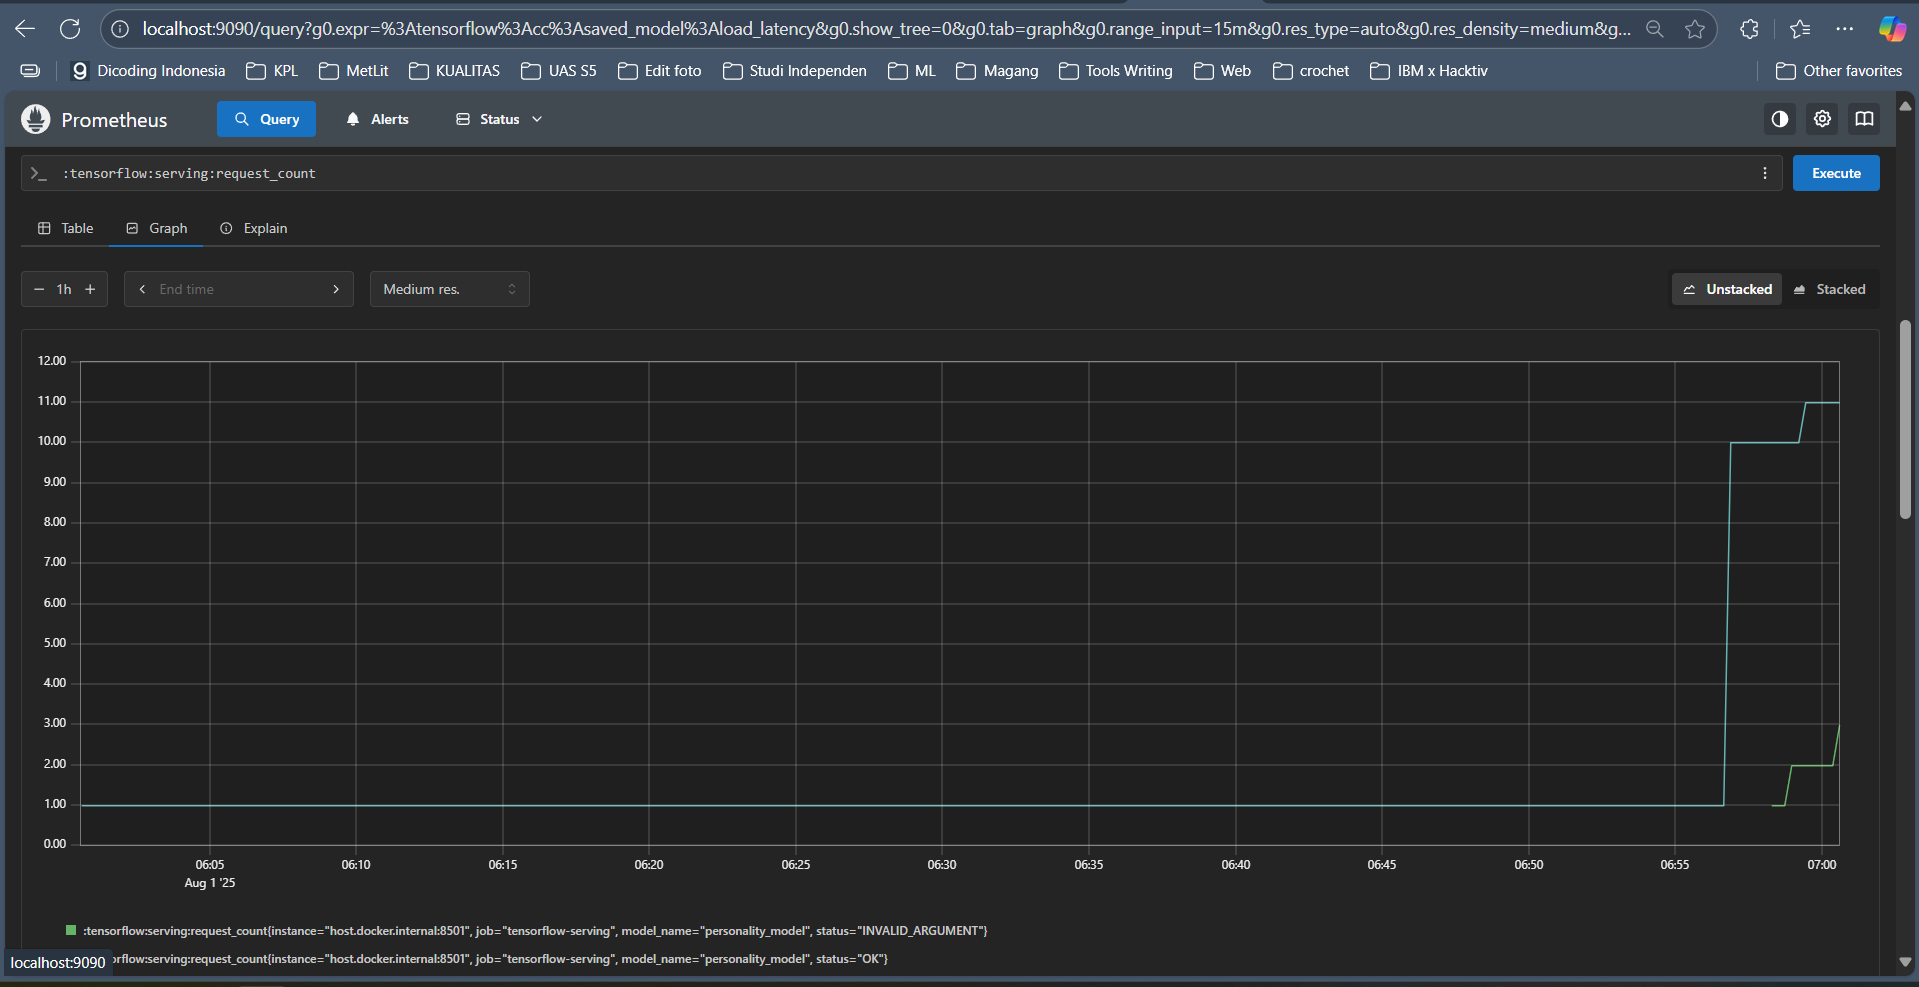 localhost:9090/query?g0.expr=%3Atensorflow%3Acc%3Asaved_model%3Aload_latency&g0.show_tree=0&g0.tab=graph&g0.range_input=15m&g0.res_type=auto&g0.res_density=medium&g...
Dicoding Indonesia KPL MetLit KUALITAS UAS S5 Edit foto Studi Independen ML Magang Tools Writing Web crochet IBM x Hacktiv Other favorites
Prometheus Query Alerts Status
:tensorflow:serving:request_count Execute
Table Graph Explain
1h End time Medium res. Unstacked Stacked
12.00
11.00
10.00
9.00
8.00
7.00
6.00
5.00
4.00
3.00
2.00
1.00
0.00
06:05 06:10 06:15 06:20 06:25 06:30 06:35 06:40 06:45 06:50 06:55 07:00
Aug 1 '25
:tensorflow:serving:request_count{instance="host.docker.internal:8501", job="tensorflow-serving", model_name="personality_model", status="INVALID_ARGUMENT"}
orflow:serving:request_count{instance="host.docker.internal:8501", job="tensorflow-serving", model_name="personality_model", status="OK"}
localhost:9090